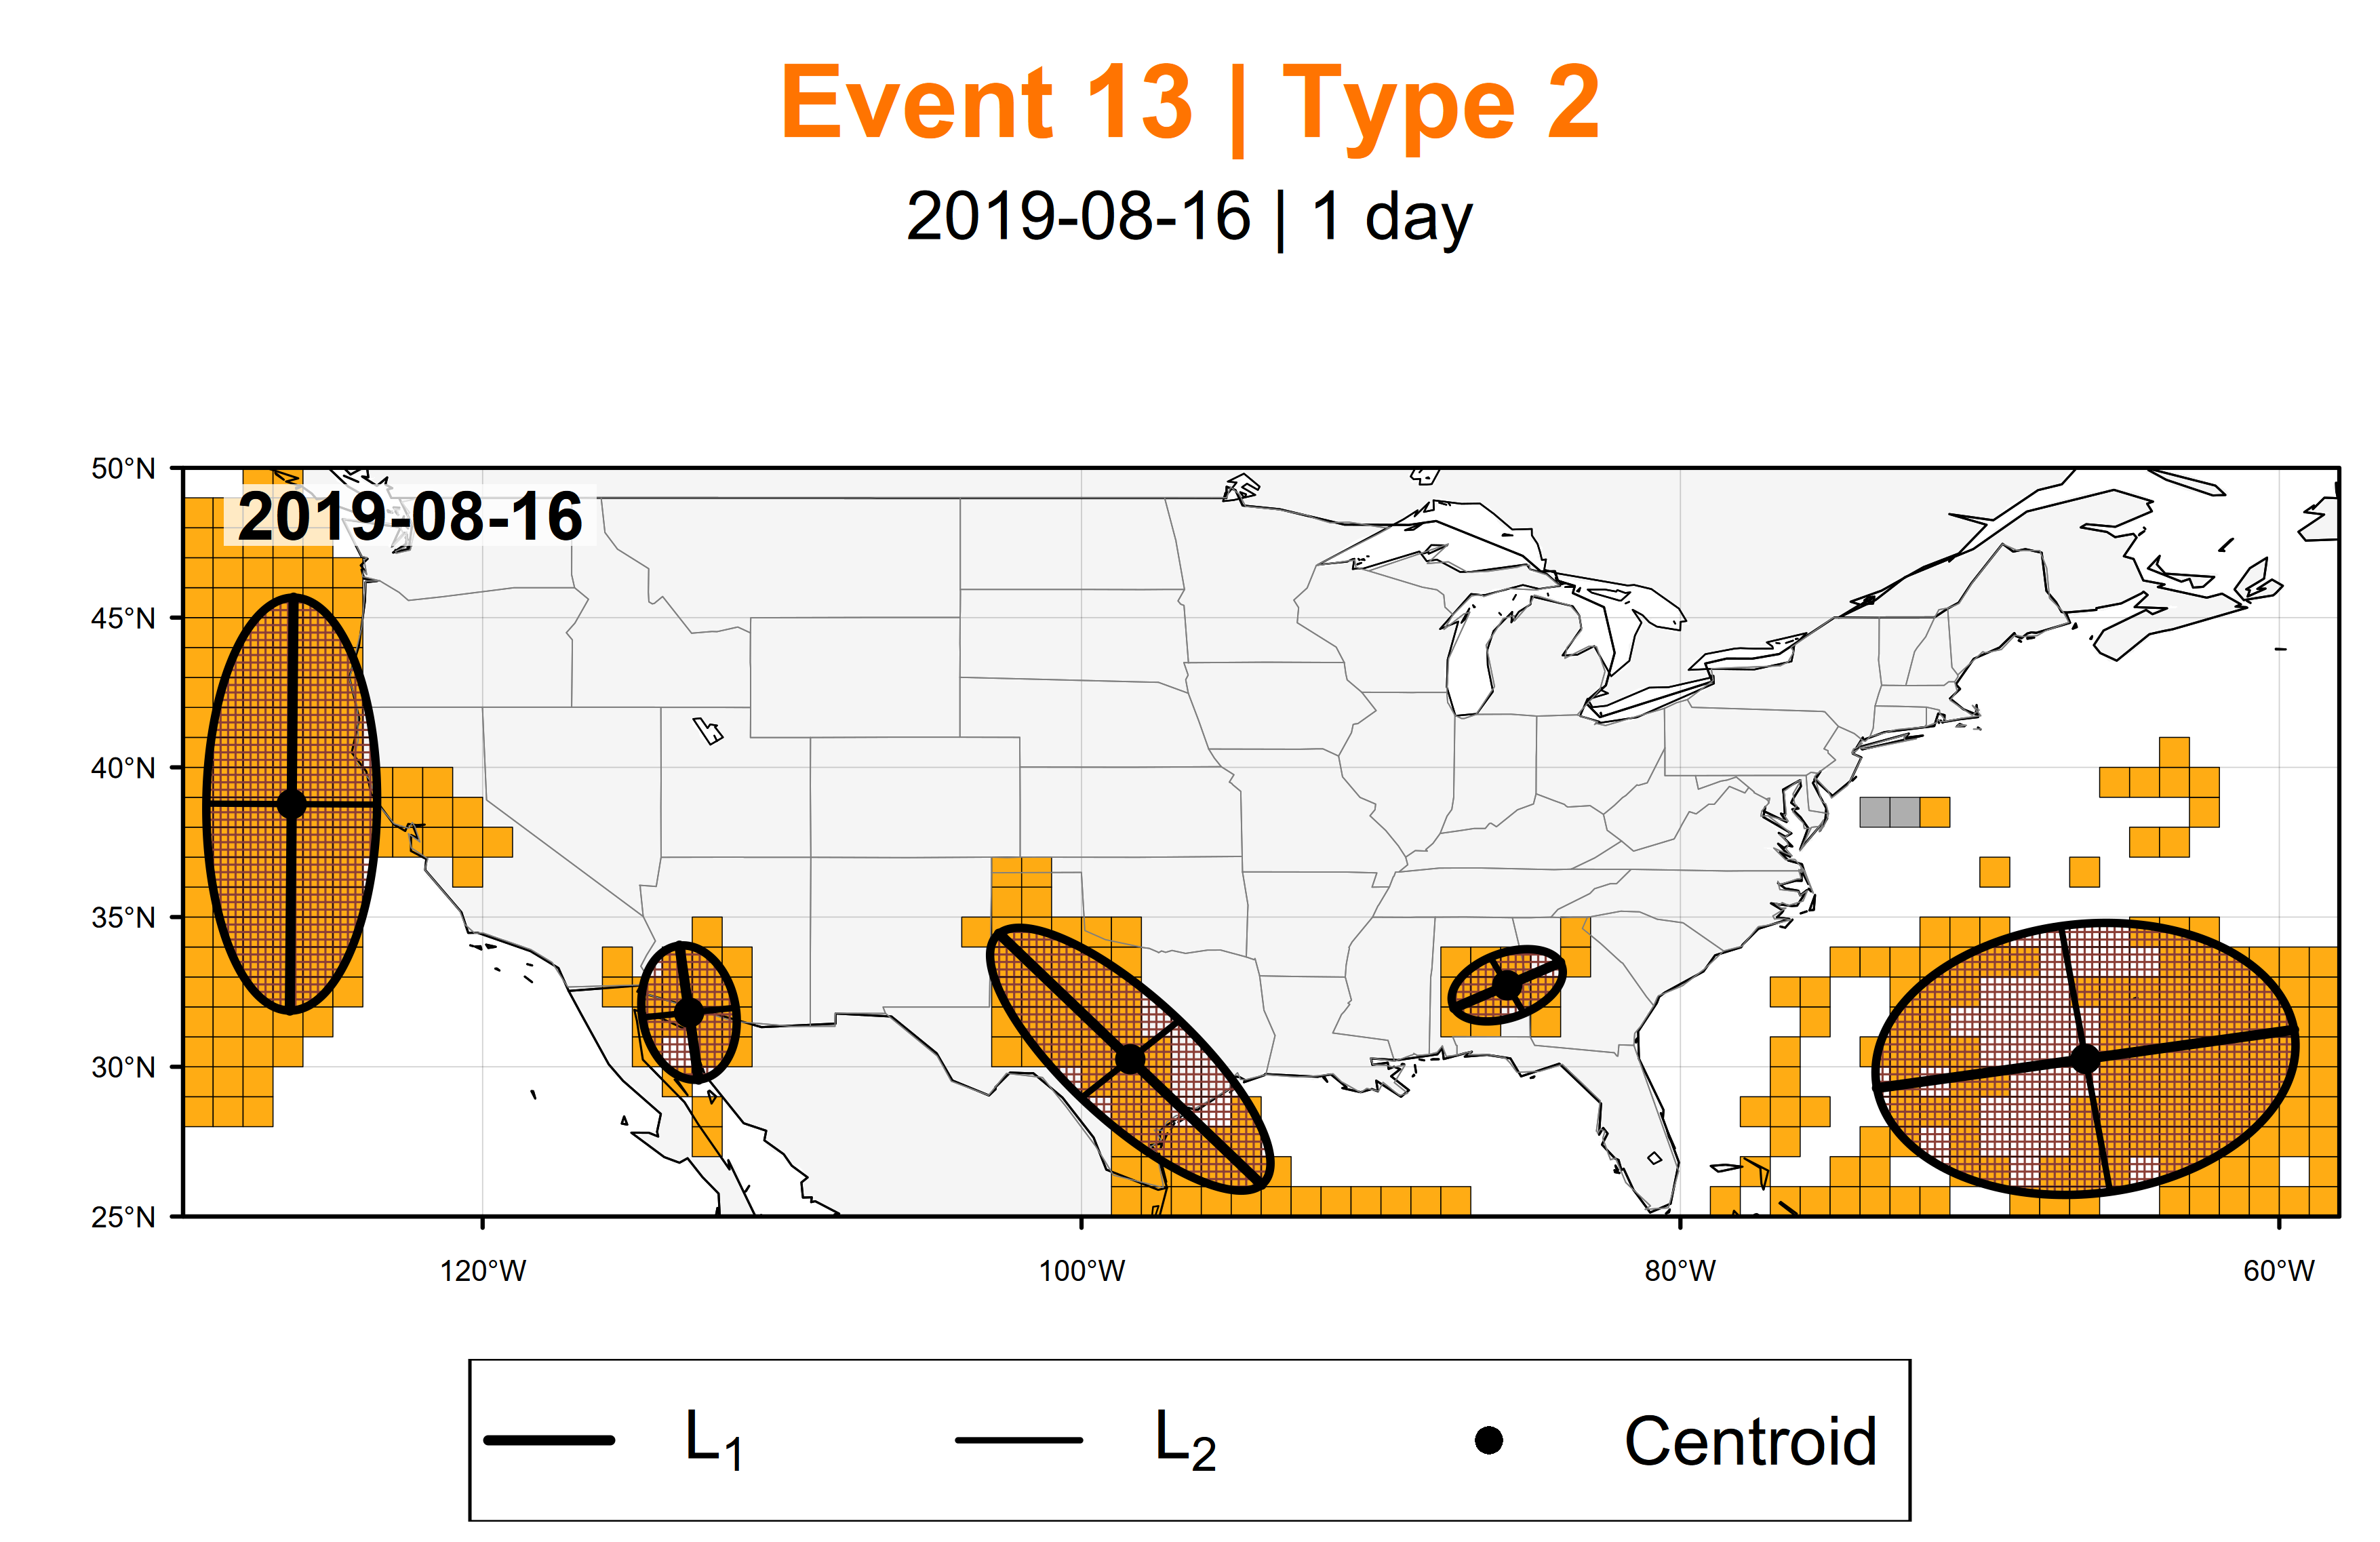 Event 13 | Type 2
2019-08-16 | 1 day
2019-08-16
50°N
45°N
40°N
35°N
30°N
25°N
120°W
100°W
80°W
60°W
L₁
L₂
Centroid